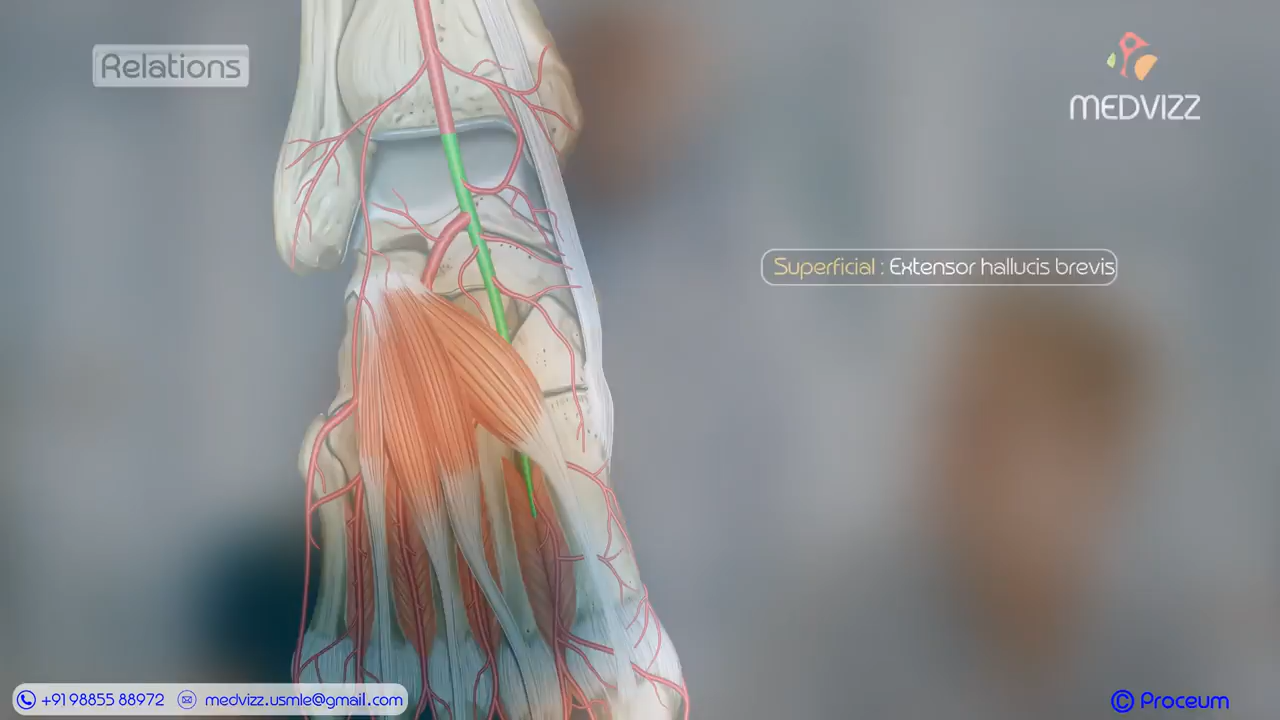 Relations
MEDVIZZ
Superficial : Extensor hallucis brevis
+91 98855 88972 medvizz.usmle@gmail.com
© Proceum